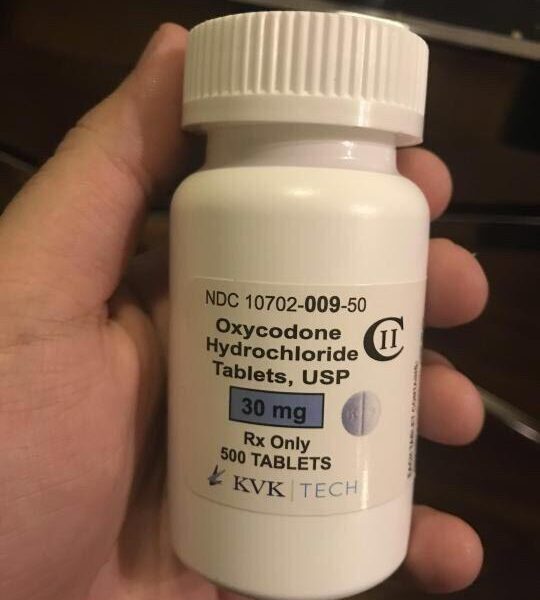 NDC 10702-009-50
Oxycodone
Hydrochloride
Tablets, USP
CII
30 mg
Rx Only
500 TABLETS
KVK TECH